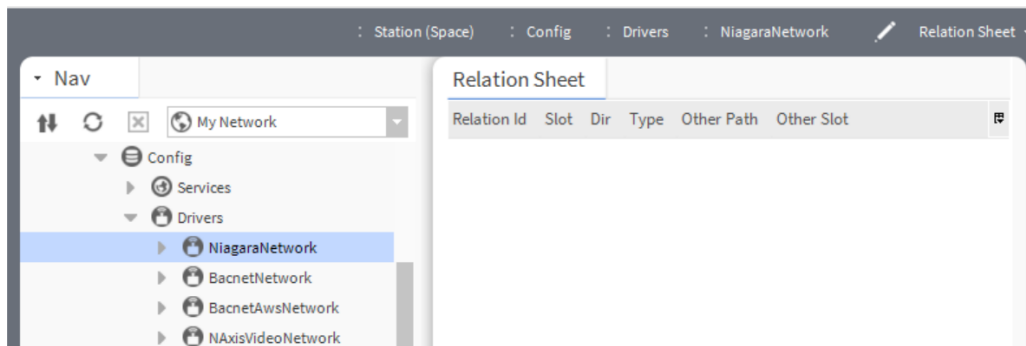 : Station (Space) : Config : Drivers : NiagaraNetwork Relation Sheet
Nav
My Network
Config
Services
Drivers
NiagaraNetwork
BacnetNetwork
BacnetAwsNetwork
NAxisVideoNetwork
Relation Sheet
Relation Id Slot Dir Type Other Path Other Slot